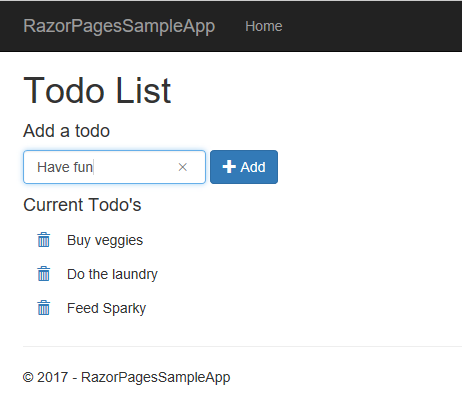 RazorPagesSampleApp Home
Todo List
Add a todo
Have fun × Add
Current Todo's
Buy veggies
Do the laundry
Feed Sparky
© 2017 - RazorPagesSampleApp